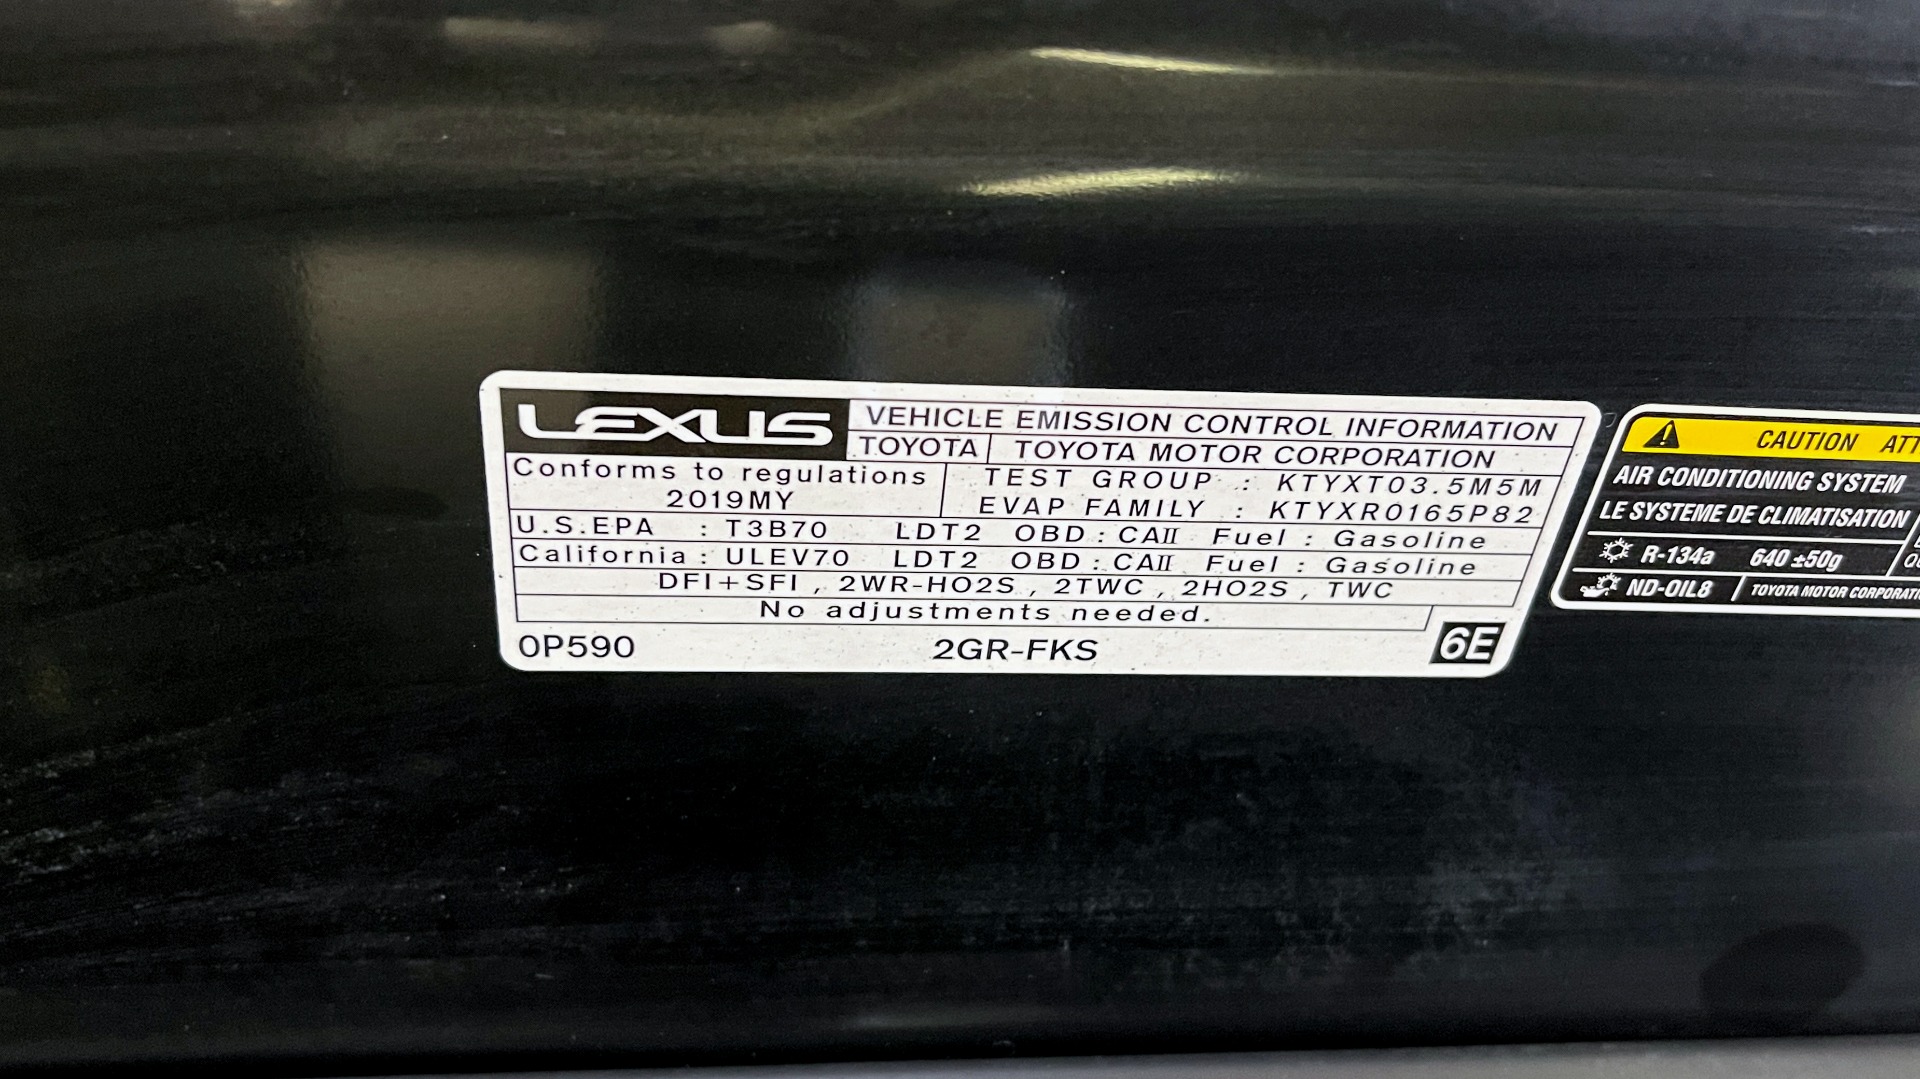 LEXUS VEHICLE EMISSION CONTROL INFORMATION
TOYOTA TOYOTA MOTOR CORPORATION
Conforms to regulations
2019MY
TEST GROUP : KTYXT03.5M5M
EVAP FAMILY : KTYXR0165P82
U.S.EPA : T3B70 LDT2 OBD : CAII Fuel : Gasoline
California : ULEV70 LDT2 OBD : CAII Fuel : Gasoline
DFI+SFI , 2WR-HO2S , 2TWC , 2HO2S , TWC
No adjustments needed.
0P590 2GR-FKS 6E
CAUTION
AIR CONDITIONING SYSTEM
LE SYSTEME DE CLIMATISATION
R-134a 640 ±50g
ND-OIL8 TOYOTA MOTOR